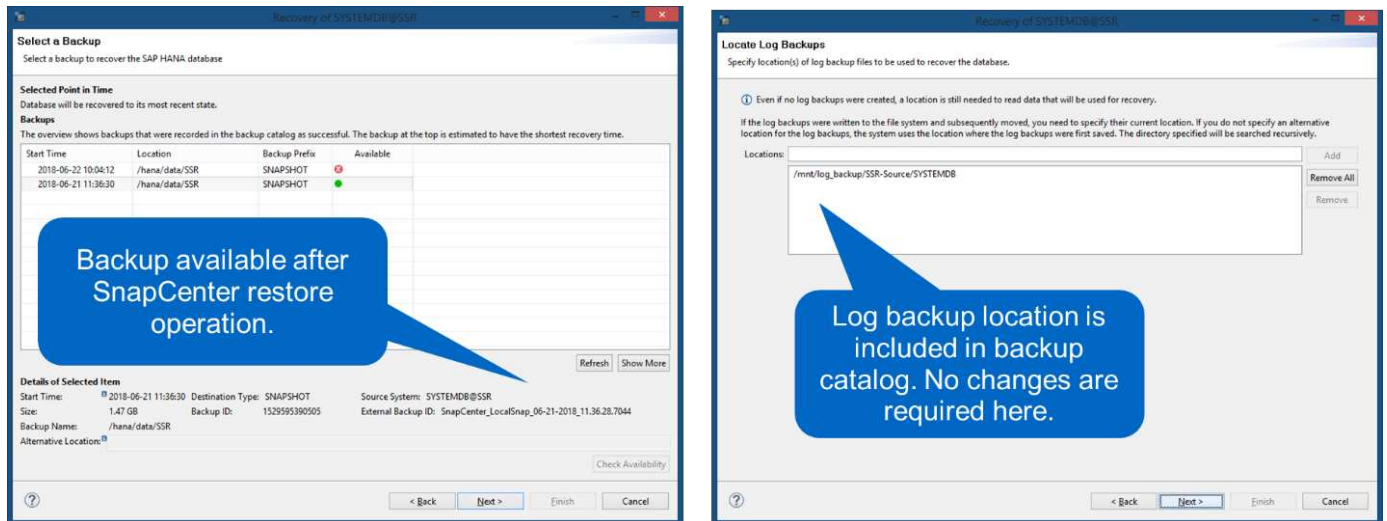 Recovery of SYSTEMDB@SSR
Select a Backup
Select a backup to recover the SAP HANA database
Selected Point in Time
Database will be recovered to its most recent state.
Backups
The overview shows backups that were recorded in the backup catalog as successful. The backup at the top is estimated to have the shortest recovery time.
Start Time Location Backup Prefix Available
2018-06-22 10:04:12 /hana/data/SSR SNAPSHOT
2018-06-21 11:36:30 /hana/data/SSR SNAPSHOT
Backup available after
SnapCenter restore
operation.
Refresh Show More
Details of Selected Item
Start Time: 2018-06-21 11:36:30 Destination Type: SNAPSHOT Source System: SYSTEMDB@SSR
Size: 1.47 GB Backup ID: 1529595390505 External Backup ID: SnapCenter_LocalSnap_06-21-2018_11.36.28.7044
Backup Name: /hana/data/SSR
Alternative Location:
Check Availability
? < Back Next > Finish Cancel
Recovery of SYSTEMDB@SSR
Locate Log Backups
Specify location(s) of log backup files to be used to recover the database.
Even if no log backups were created, a location is still needed to read data that will be used for recovery.
If the log backups were written to the file system and subsequently moved, you need to specify their current location. If you do not specify an alternative
location for the log backups, the system uses the location where the log backups were first saved. The directory specified will be searched recursively.
Locations: Add
/mnt/log_backup/SSR-Source/SYSTEMDB Remove All
Remove
Log backup location is
included in backup
catalog. No changes are
required here.
? < Back Next > Finish Cancel